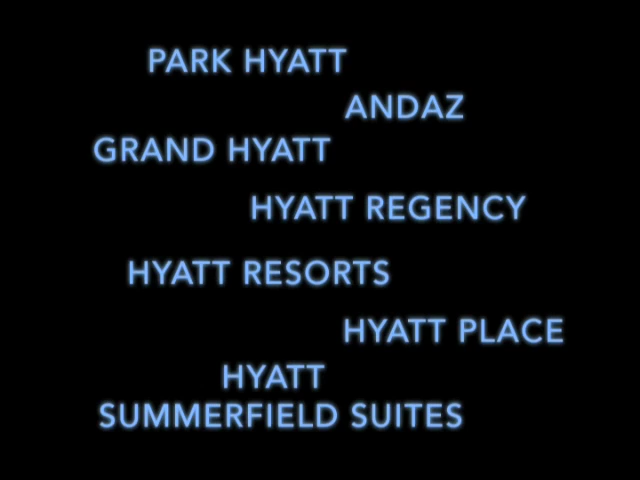 PARK HYATT
ANDAZ
GRAND HYATT
HYATT REGENCY
HYATT RESORTS
HYATT PLACE
HYATT
SUMMERFIELD SUITES